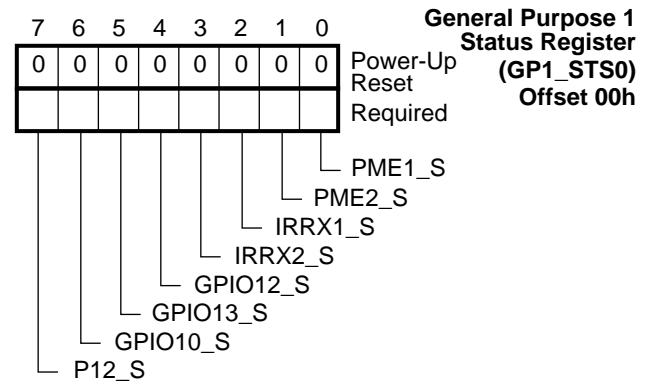 General Purpose 1
Status Register
(GP1_STS0)
Offset 00h
7 6 5 4 3 2 1 0
0 0 0 0 0 0 0 0 Power-Up
Reset
Required
PME1_S
PME2_S
IRRX1_S
IRRX2_S
GPIO12_S
GPIO13_S
GPIO10_S
P12_S